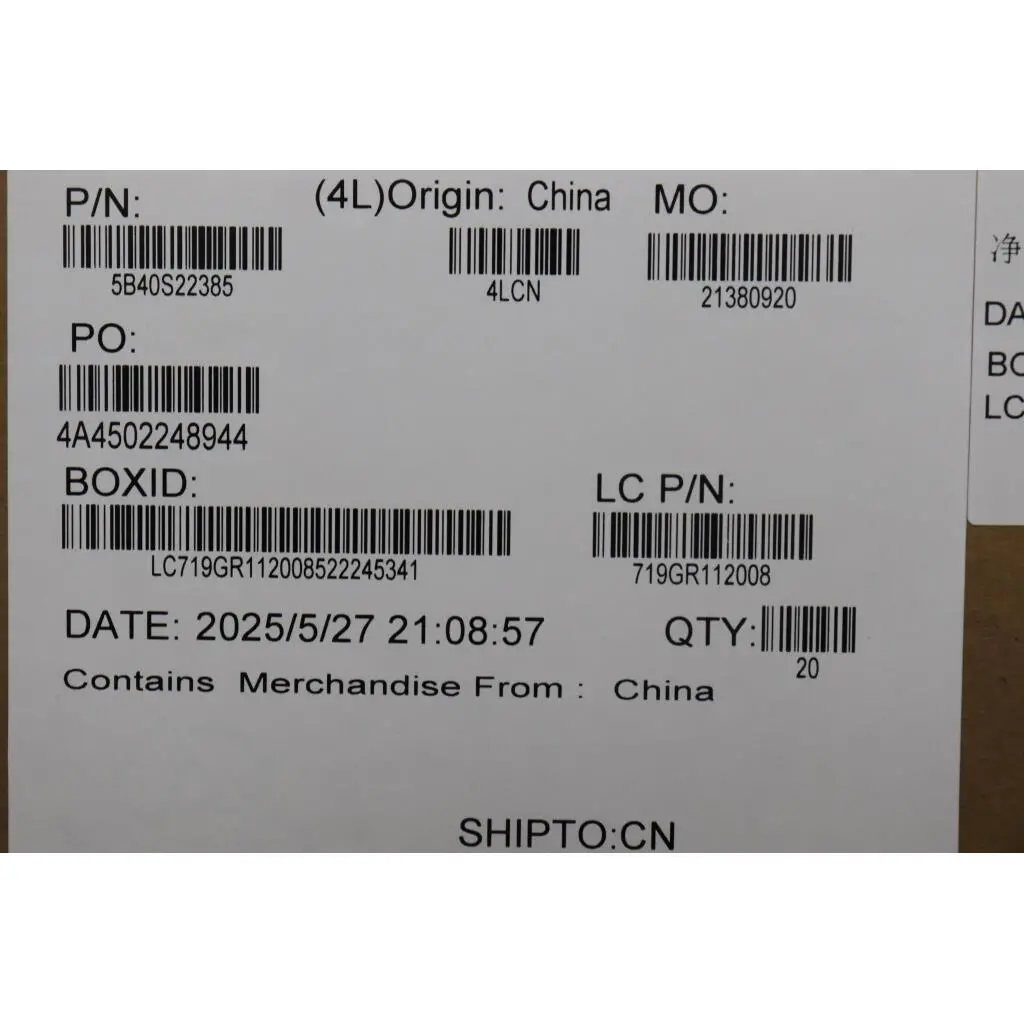 P/N: (4L)Origin: China MO:
5B40S22385 4LCN 21380920
PO:
4A4502248944
BOXID: LC P/N:
LC719GR112008522245341 719GR112008
DATE: 2025/5/27 21:08:57 QTY:
20
Contains Merchandise From : China
SHIPTO:CN
净
DA
BO
LC